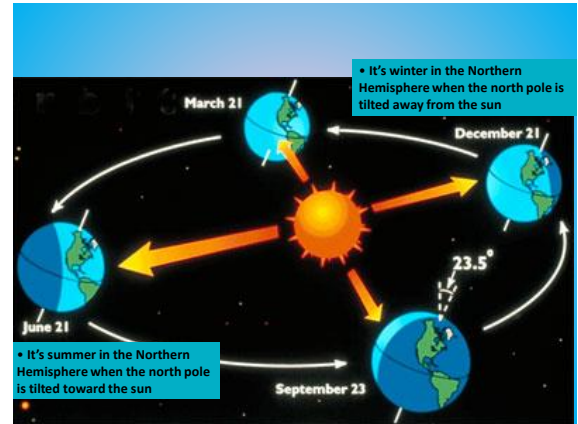 • It's winter in the Northern
Hemisphere when the north pole is
tilted away from the sun
March 21
December 21
23.5°
June 21
• It's summer in the Northern
Hemisphere when the north pole
is tilted toward the sun
September 23